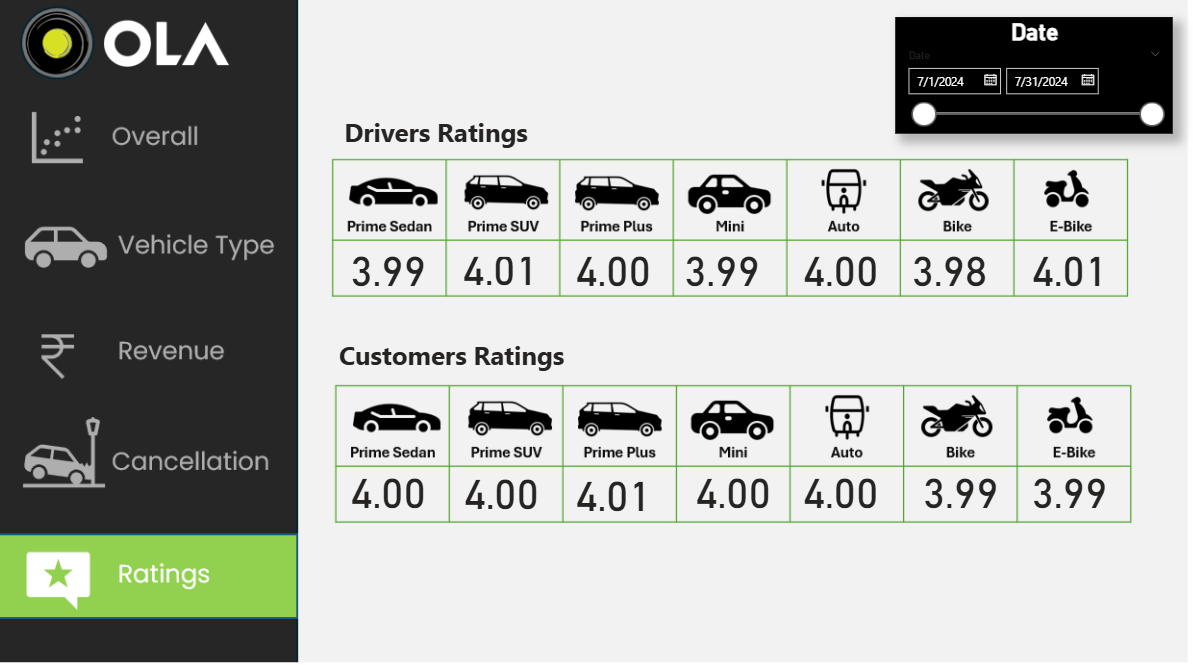 OLA
Overall
Vehicle Type
Revenue
Cancellation
Ratings
Date
Date
7/1/2024 7/31/2024
Drivers Ratings
Prime Sedan Prime SUV Prime Plus Mini Auto Bike E-Bike
3.99 4.01 4.00 3.99 4.00 3.98 4.01
Customers Ratings
Prime Sedan Prime SUV Prime Plus Mini Auto Bike E-Bike
4.00 4.00 4.01 4.00 4.00 3.99 3.99